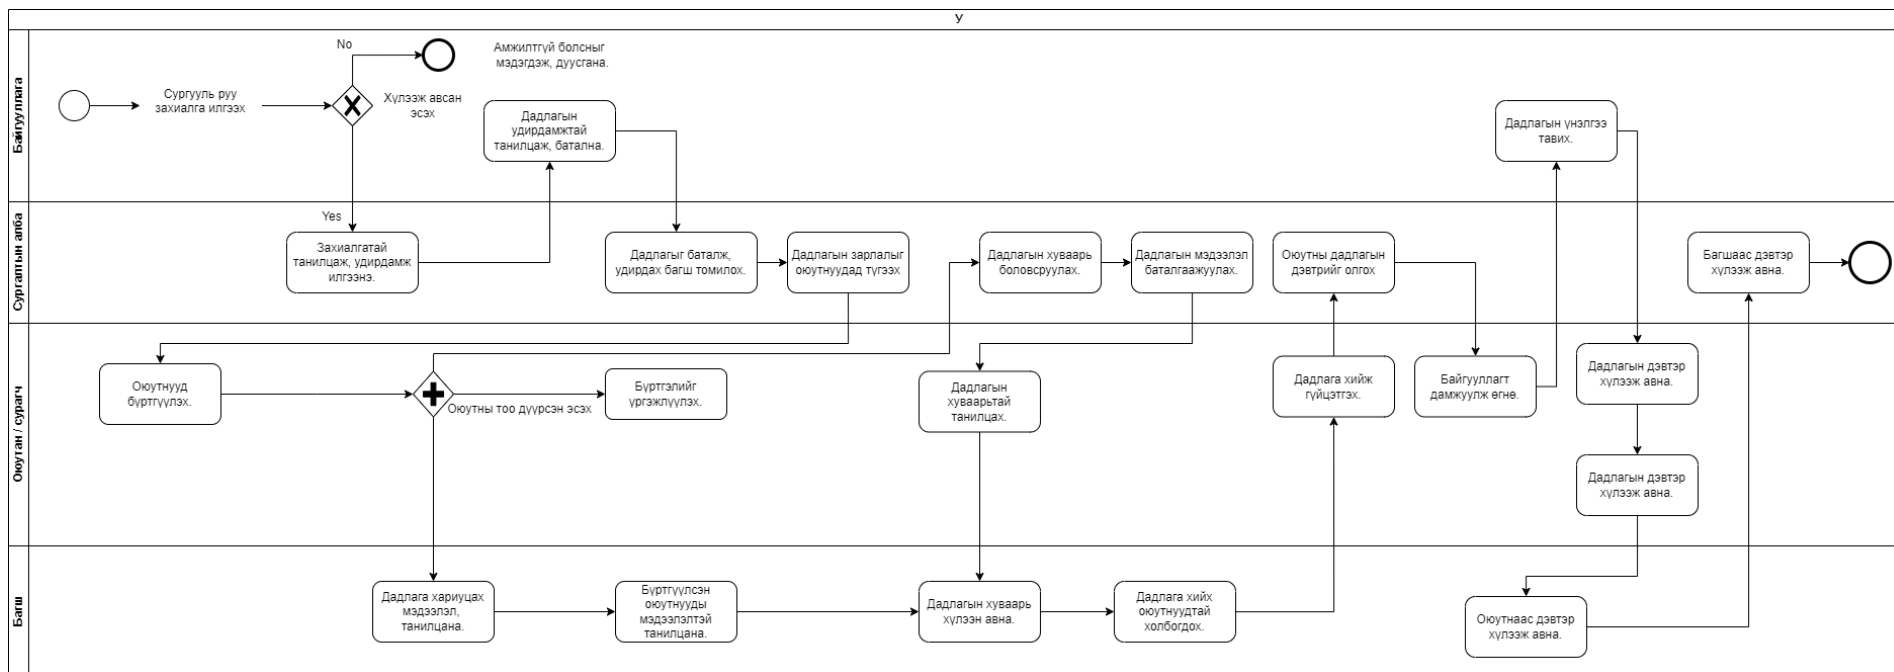 У
Байгууллага
No
Амжилтгүй болсныг
мэдэгдэж, дуусгана.
Сургууль руу
захиалга илгээх
Хүлээж авсан
эсэх
Дадлагын
удирдамжтай
танилцаж, батална.
Дадлагын үнэлгээ
тавих.
Yes
Сургалтын алба
Захиалгатай
танилцаж, удирдамж
илгээнэ.
Дадлагыг баталж,
удирдах багш томилох.
Дадлагын зарлалыг
оюутнуудад түгээх
Дадлагын хуваарь
боловсруулах.
Дадлагын мэдээлэл
баталгаажуулах.
Оюутны дадлагын
дэвтрийг олгох
Багшаас дэвтэр
хүлээж авна.
Оюутан / сурагч
Оюутнууд
бүртгүүлэх.
Оюутны тоо дүүрсэн эсэх
Бүртгэлийг
үргэжлүүлэх.
Дадлагын
хуваарьтай
танилцах.
Дадлага хийж
гүйцэтгэх.
Байгууллагт
дамжуулж өгнө.
Дадлагын дэвтэр
хүлээж авна.
Дадлагын дэвтэр
хүлээж авна.
Багш
Дадлага хариуцах
мэдээлэл,
танилцана.
Бүртгүүлсэн
оюутнууды
мэдээлэлтэй
танилцана.
Дадлагын хуваарь
хүлээн авна.
Дадлага хийх
оюутнуудтай
холбогдох.
Оюутнаас дэвтэр
хүлээж авна.